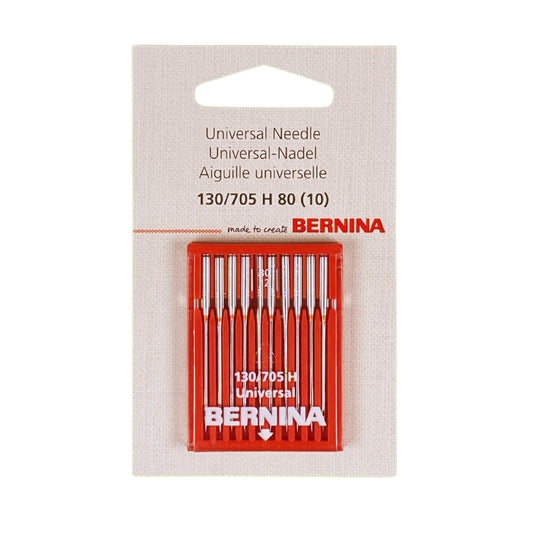 Universal Needle
Universal-Nadel
Aiguille universelle
130/705 H 80 (10)
made to create BERNINA
130/705 H
Universal
BERNINA